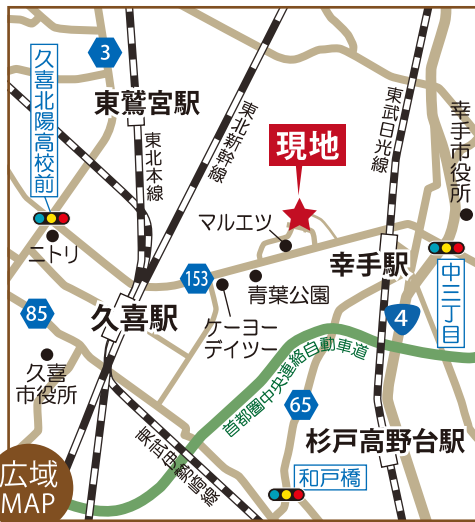 3
久喜北陽高校前
東鷲宮駅
東北本線
東北新幹線
東武日光線
幸手市役所
現地
マルエツ
ニトリ
153
青葉公園
幸手駅
中三丁目
85
久喜駅
ケーヨー
デイツー
4
久喜
市役所
首都圏中央連絡自動車道
65
杉戸高野台駅
東武伊勢崎線
和戸橋
広域
MAP